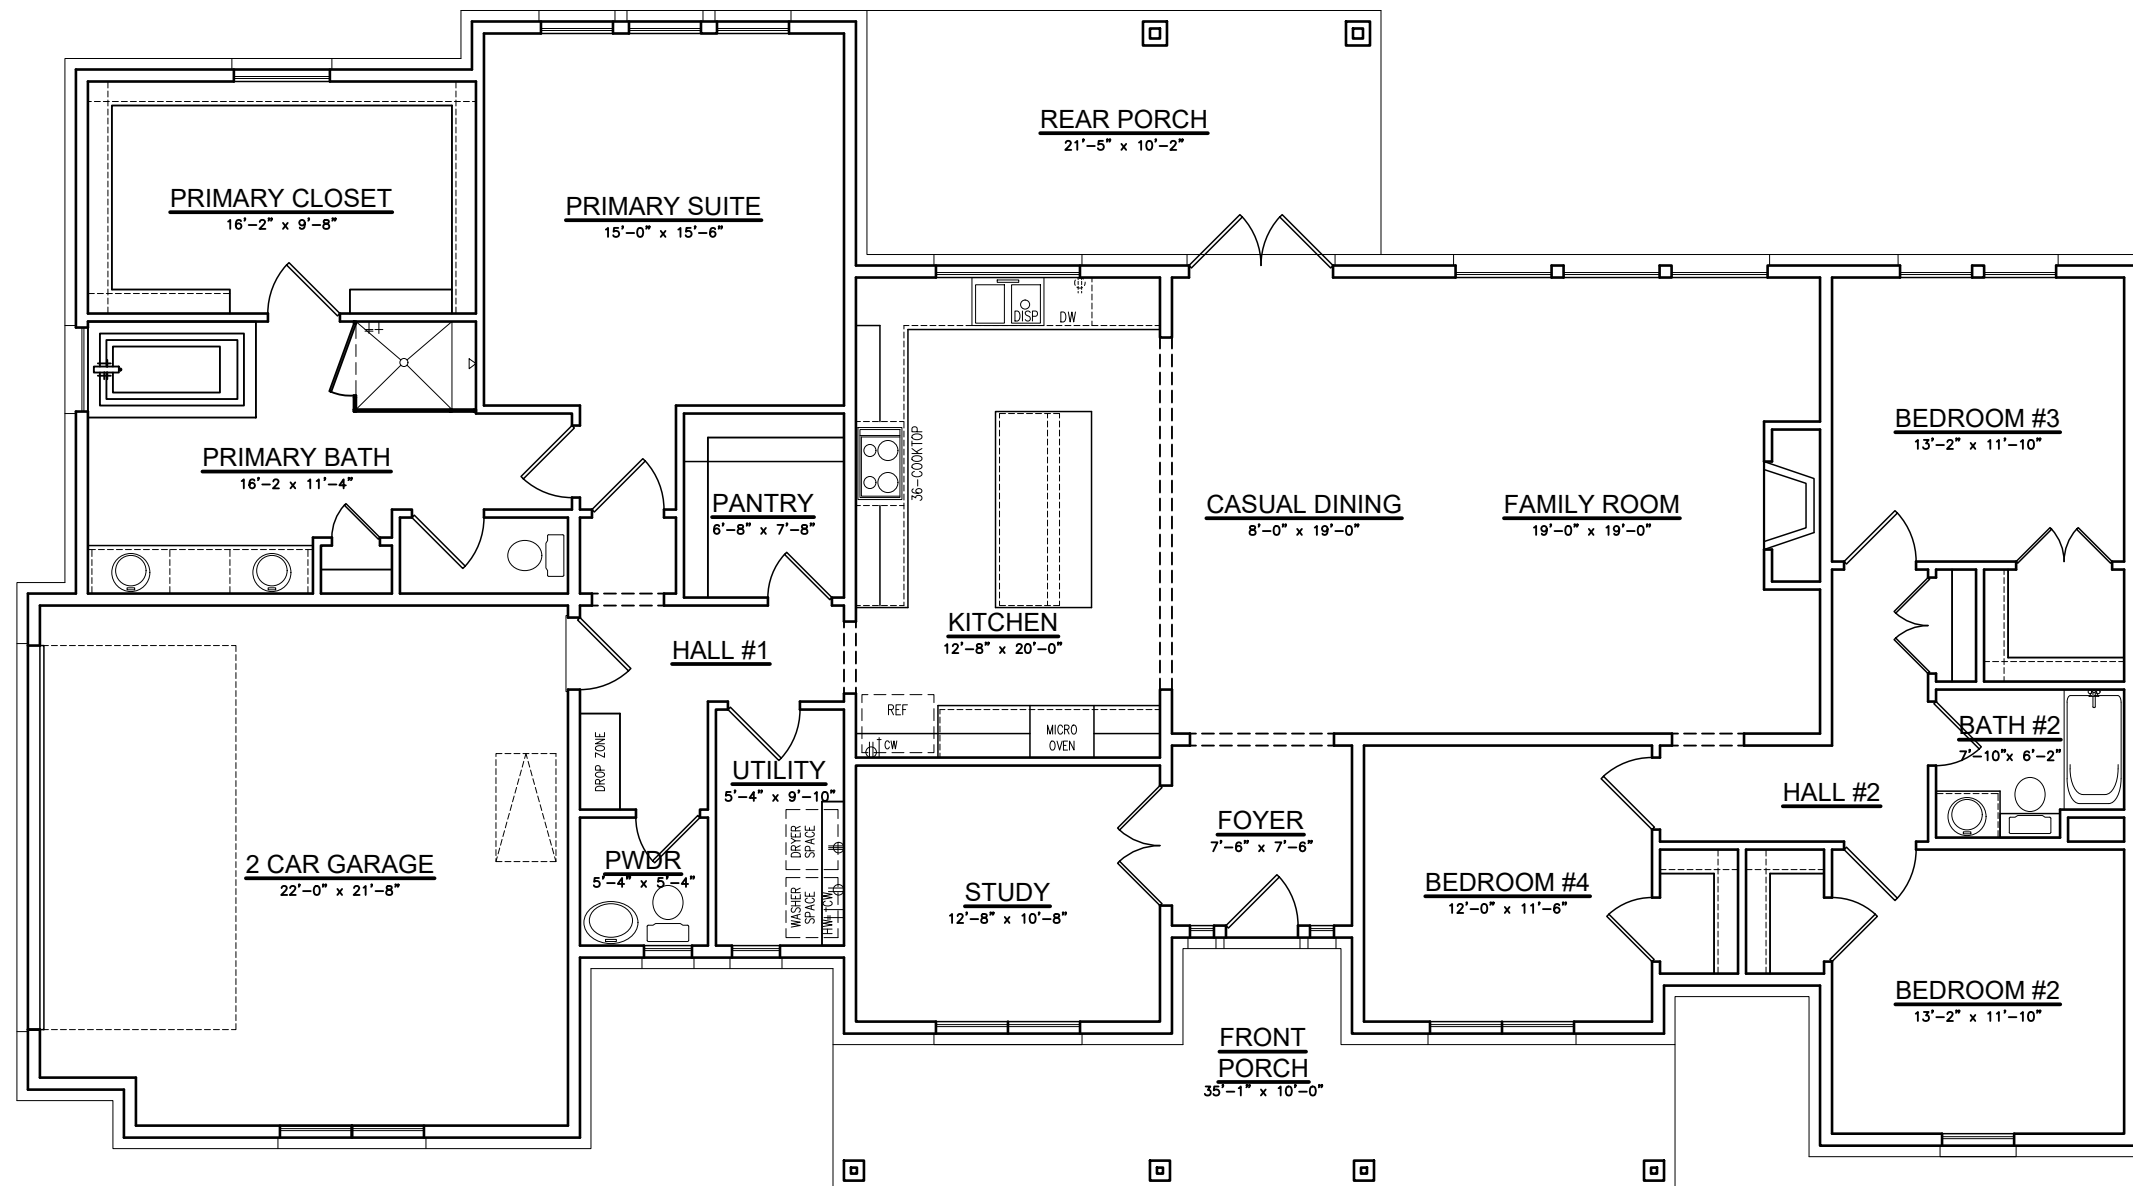 REAR PORCH
21'-5" x 10'-2"
PRIMARY CLOSET
16'-2" x 9'-8"
PRIMARY SUITE
15'-0" x 15'-6"
DISP
DW
PRIMARY BATH
16'-2 x 11'-4"
PANTRY
6'-8" x 7'-8"
36-COOKTOP
CASUAL DINING
8'-0" x 19'-0"
FAMILY ROOM
19'-0" x 19'-0"
BEDROOM #3
13'-2" x 11'-10"
KITCHEN
12'-8" x 20'-0"
HALL #1
REF
CW
MICRO
OVEN
DROP ZONE
UTILITY
5'-4" x 9'-10"
BATH #2
7'-10"x 6'-2"
HALL #2
FOYER
7'-6" x 7'-6"
DRYER
SPACE
WASHER
SPACE
HW
CW
PWDR
5'-4" x 5'-4"
2 CAR GARAGE
22'-0" x 21'-8"
STUDY
12'-8" x 10'-8"
BEDROOM #4
12'-0" x 11'-6"
BEDROOM #2
13'-2" x 11'-10"
FRONT
PORCH
35'-1" x 10'-0"